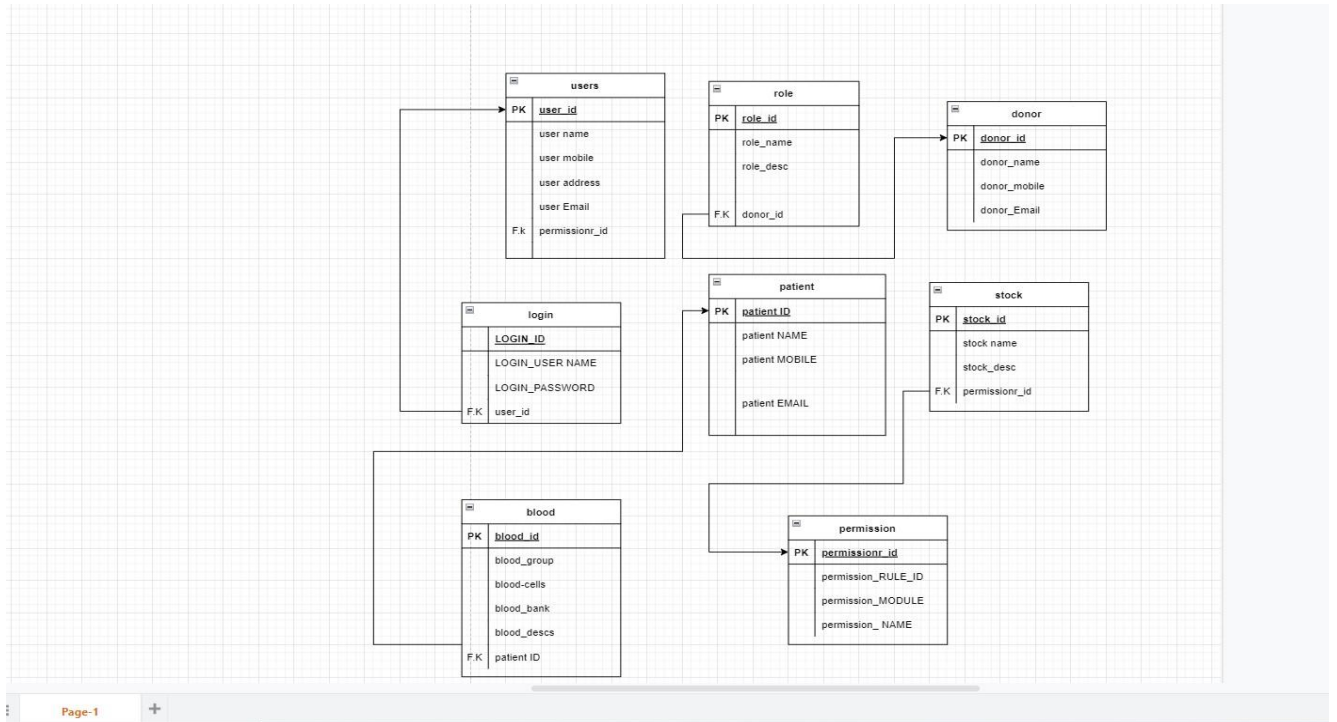 users
PK user_id
user name
user mobile
user address
user Email
F.k permissionr_id
role
PK role_id
role_name
role_desc
F.K donor_id
donor
PK donor_id
donor_name
donor_mobile
donor_Email
login
LOGIN_ID
LOGIN_USER NAME
LOGIN_PASSWORD
F.K user_id
patient
PK patient ID
patient NAME
patient MOBILE
patient EMAIL
stock
PK stock_id
stock name
stock_desc
F.K permissionr_id
blood
PK blood_id
blood_group
blood-cells
blood_bank
blood_descs
F.K patient ID
permission
PK permissionr_id
permission_RULE_ID
permission_MODULE
permission_ NAME
Page-1